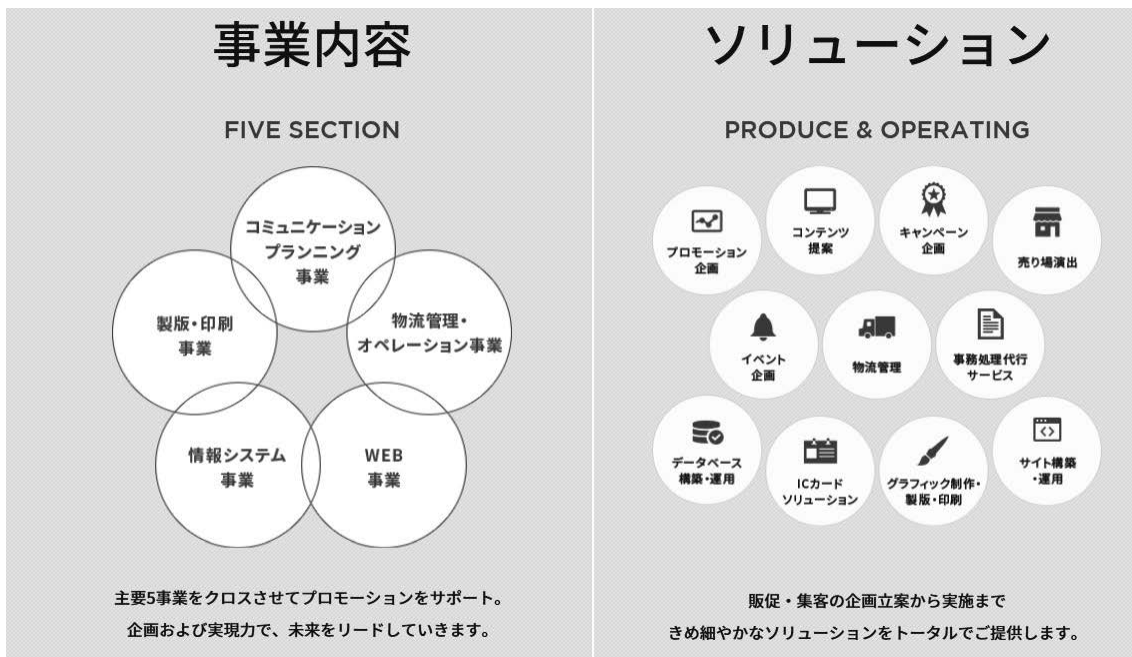 事業内容
FIVE SECTION
コミュニケーション
プランニング
事業
製版・印刷
事業
物流管理・
オペレーション事業
情報システム
事業
WEB
事業
主要5事業をクロスさせてプロモーションをサポート。
企画および実現力で、未来をリードしていきます。
ソリューション
PRODUCE & OPERATING
プロモーション
企画
コンテンツ
提案
キャンペーン
企画
売り場演出
イベント
企画
物流管理
事務処理代行
サービス
データベース
構築・運用
ICカード
ソリューション
グラフィック制作・
製版・印刷
サイト構築
・運用
販促・集客の企画立案から実施まで
きめ細やかなソリューションをトータルでご提供します。